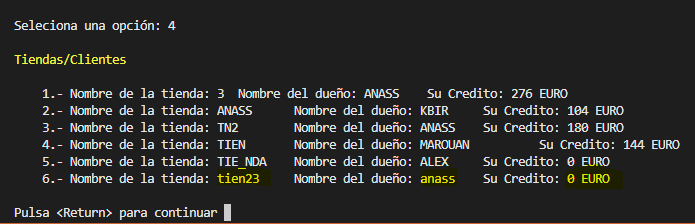 Seleciona una opción: 4
Tiendas/Clientes
1.- Nombre de la tienda: 3 Nombre del dueño: ANASS Su Credito: 276 EURO
2.- Nombre de la tienda: ANASS Nombre del dueño: KBIR Su Credito: 104 EURO
3.- Nombre de la tienda: TN2 Nombre del dueño: ANASS Su Credito: 180 EURO
4.- Nombre de la tienda: TIEN Nombre del dueño: MAROUAN Su Credito: 144 EURO
5.- Nombre de la tienda: TIE_NDA Nombre del dueño: ALEX Su Credito: 0 EURO
6.- Nombre de la tienda: tien23 Nombre del dueño: anass Su Credito: 0 EURO
Pulsa <Return> para continuar